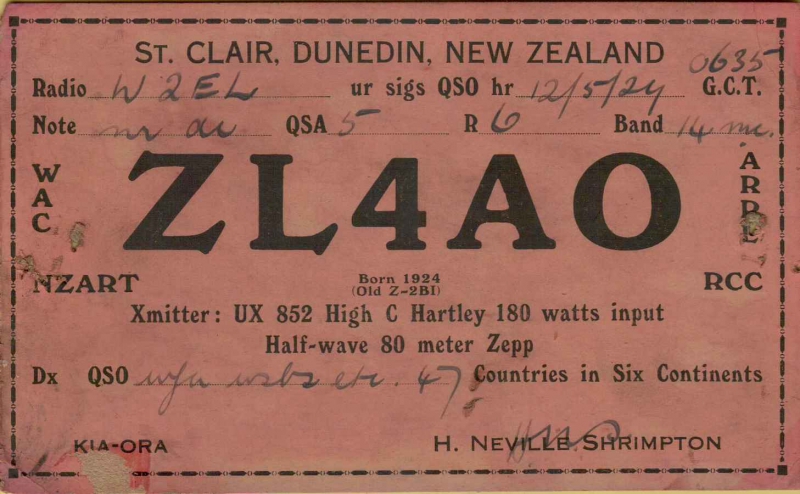 ST. CLAIR, DUNEDIN, NEW ZEALAND 0635
Radio W 2EL ur sigs QSO hr 12/5/29 G.C.T.
Note QSA 5 R 6 Band 14 mc.
WAC ZL4AO ARRL
NZART Born 1924 RCC
(Old Z-2BI)
Xmitter: UX 852 High C Hartley 180 watts input
Half-wave 80 meter Zepp
Dx QSO etc. 47 Countries in Six Continents
KIA-ORA H. NEVILLE SHRIMPTON